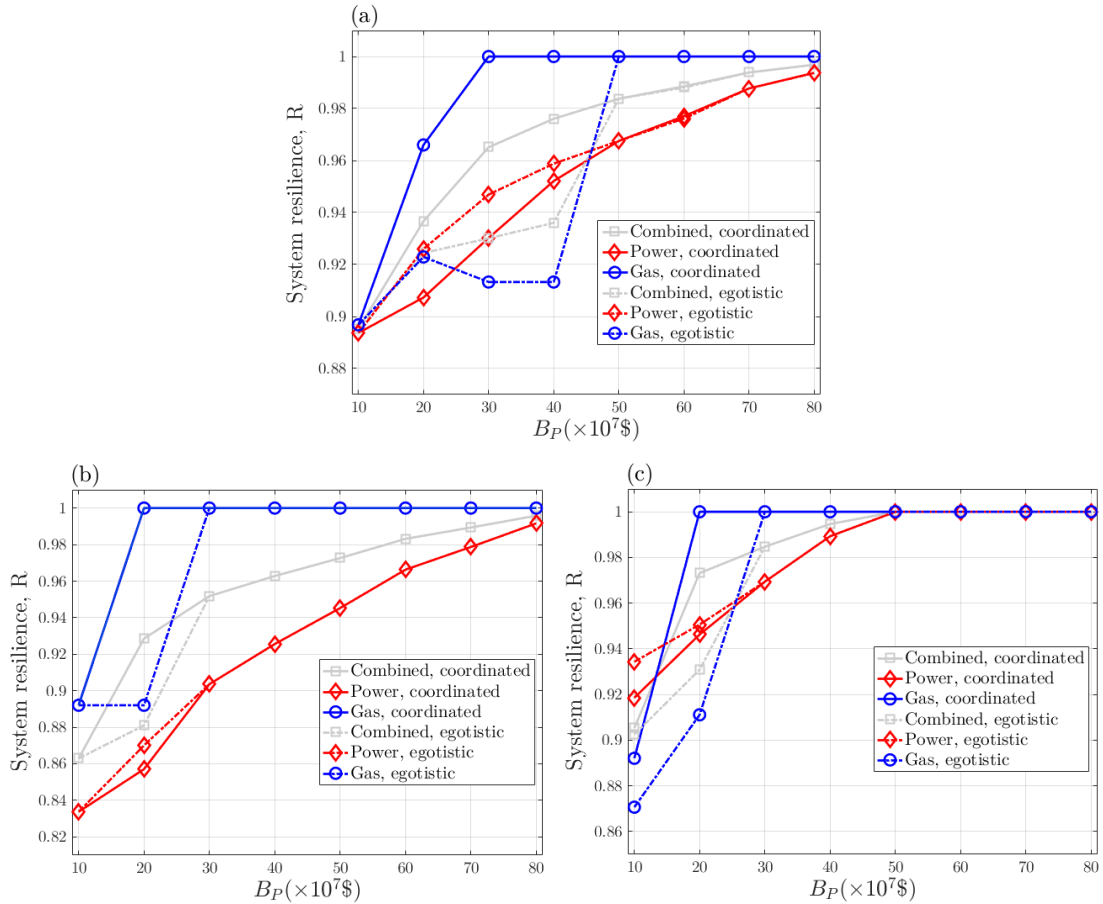 (a)
System resilience, R
1
0.98
0.96
0.94
0.92
0.9
0.88
Combined, coordinated
Power, coordinated
Gas, coordinated
Combined, egotistic
Power, egotistic
Gas, egotistic
10 20 30 40 50 60 70 80
B_P(×10^7$)
(b)
System resilience, R
1
0.98
0.96
0.94
0.92
0.9
0.88
0.86
0.84
0.82
Combined, coordinated
Power, coordinated
Gas, coordinated
Combined, egotistic
Power, egotistic
Gas, egotistic
10 20 30 40 50 60 70 80
B_P(×10^7$)
(c)
System resilience, R
1
0.98
0.96
0.94
0.92
0.9
0.88
0.86
Combined, coordinated
Power, coordinated
Gas, coordinated
Combined, egotistic
Power, egotistic
Gas, egotistic
10 20 30 40 50 60 70 80
B_P(×10^7$)